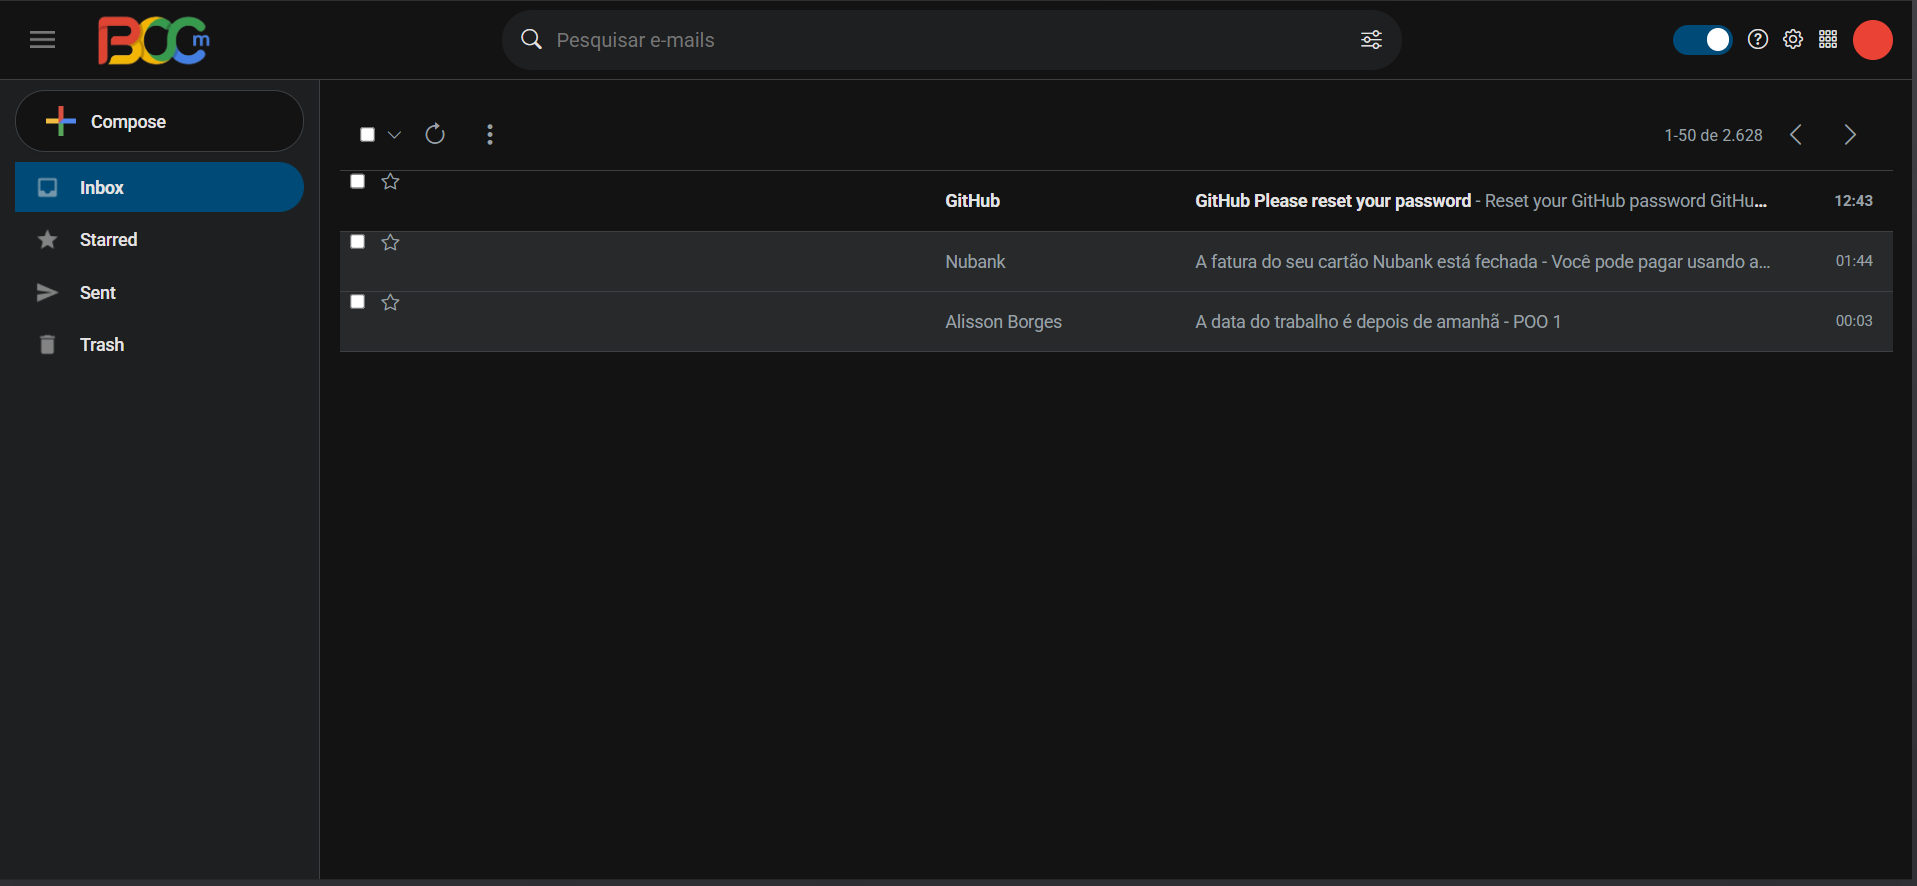 BOCm
Pesquisar e-mails
Compose
1-50 de 2.628
Inbox
GitHub GitHub Please reset your password - Reset your GitHub password GitHu... 12:43
Starred
Nubank A fatura do seu cartão Nubank está fechada - Você pode pagar usando a... 01:44
Sent
Alisson Borges A data do trabalho é depois de amanhã - POO 1 00:03
Trash